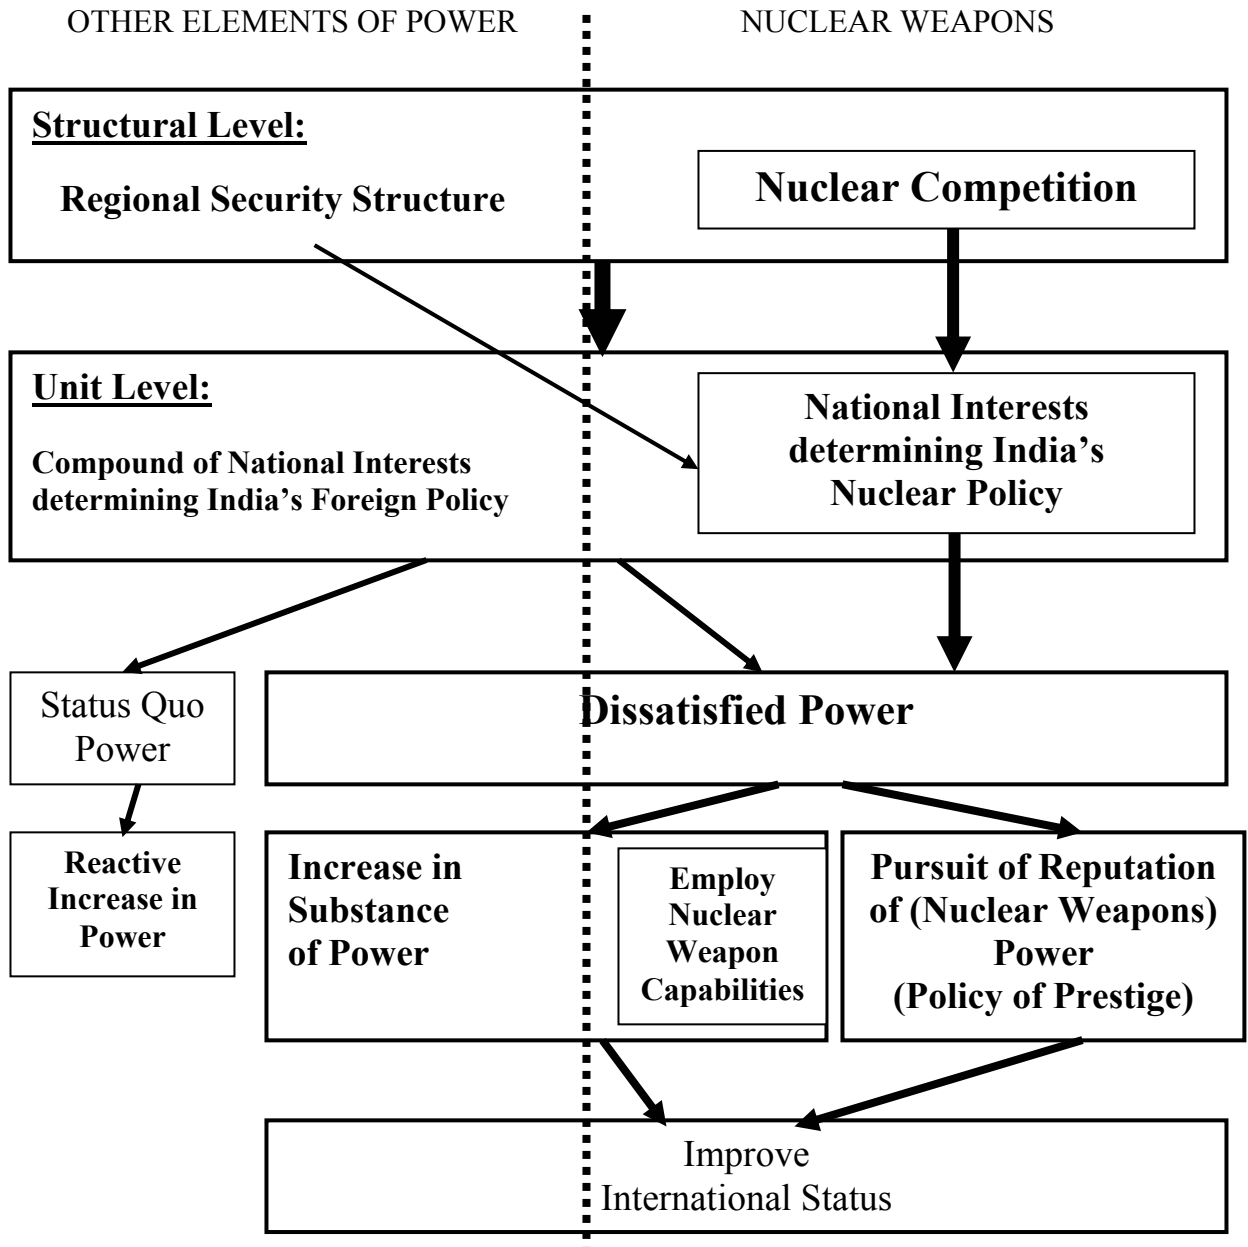 OTHER ELEMENTS OF POWER
NUCLEAR WEAPONS
Structural Level:
Regional Security Structure
Nuclear Competition
Unit Level:
Compound of National Interests
determining India’s Foreign Policy
National Interests
determining India’s
Nuclear Policy
Status Quo
Power
Dissatisfied Power
Reactive
Increase in
Power
Increase in
Substance
of Power
Employ
Nuclear
Weapon
Capabilities
Pursuit of Reputation
of (Nuclear Weapons)
Power
(Policy of Prestige)
Improve
International Status